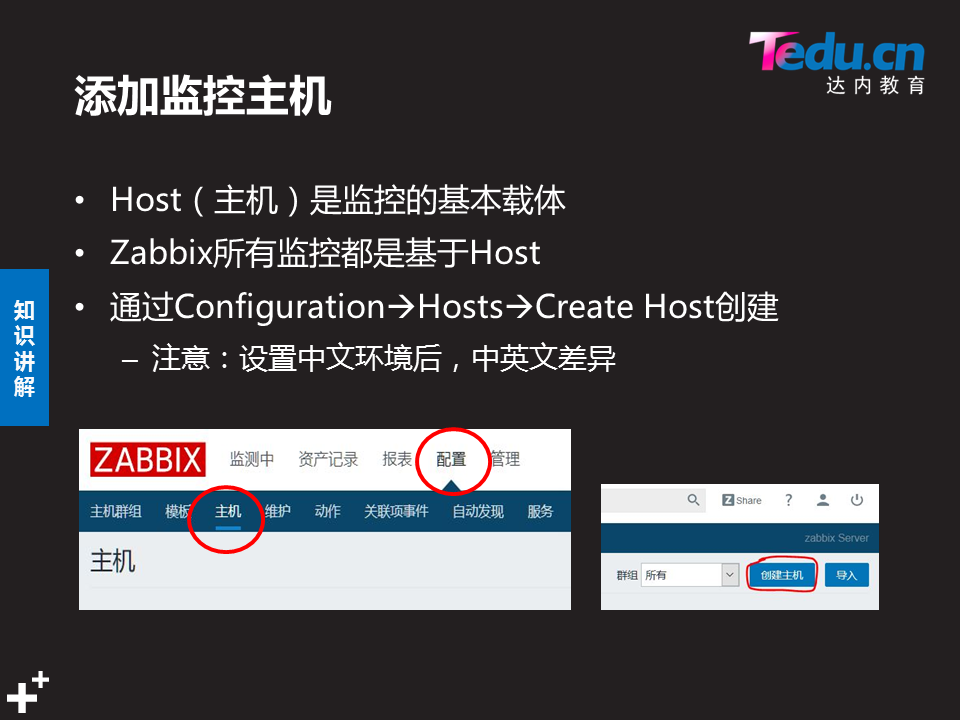 Tedu.cn
达内教育
添加监控主机
• Host（主机）是监控的基本载体
• Zabbix所有监控都是基于Host
• 通过Configuration→Hosts→Create Host创建
– 注意：设置中文环境后，中英文差异
知识讲解
ZABBIX 监测中 资产记录 报表 配置 管理
主机群组 模板 主机 维护 动作 关联项事件 自动发现 服务
主机
Z Share ?
zabbix Server
群组 所有 创建主机 导入